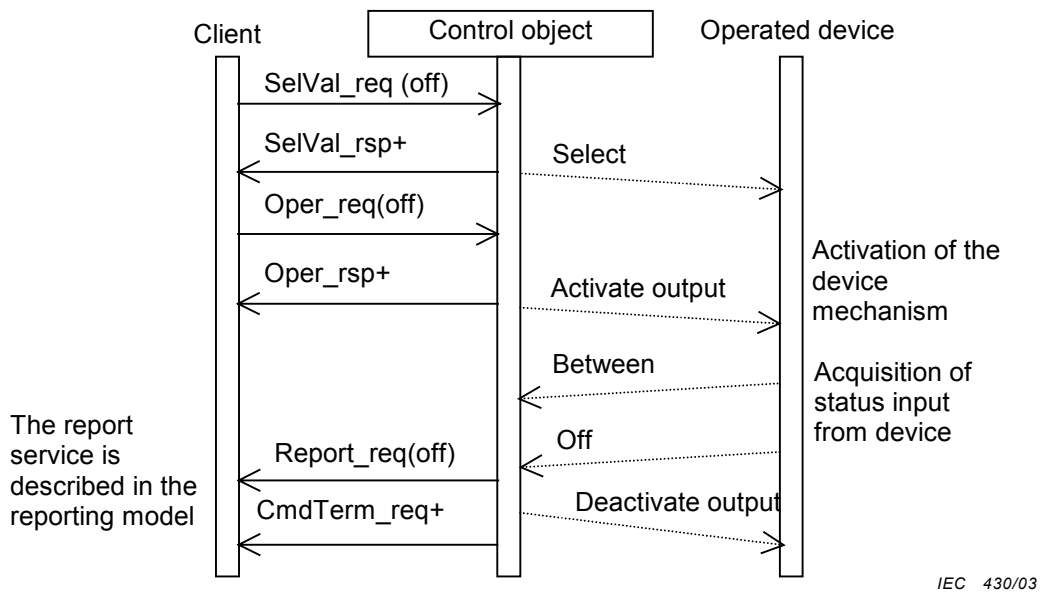 Client
Control object
Operated device
SelVal_req (off)
SelVal_rsp+
Select
Oper_req(off)
Oper_rsp+
Activate output
Activation of the
device
mechanism
Between
Acquisition of
status input
from device
Off
The report
service is
described in the
reporting model
Report_req(off)
CmdTerm_req+
Deactivate output
IEC 430/03